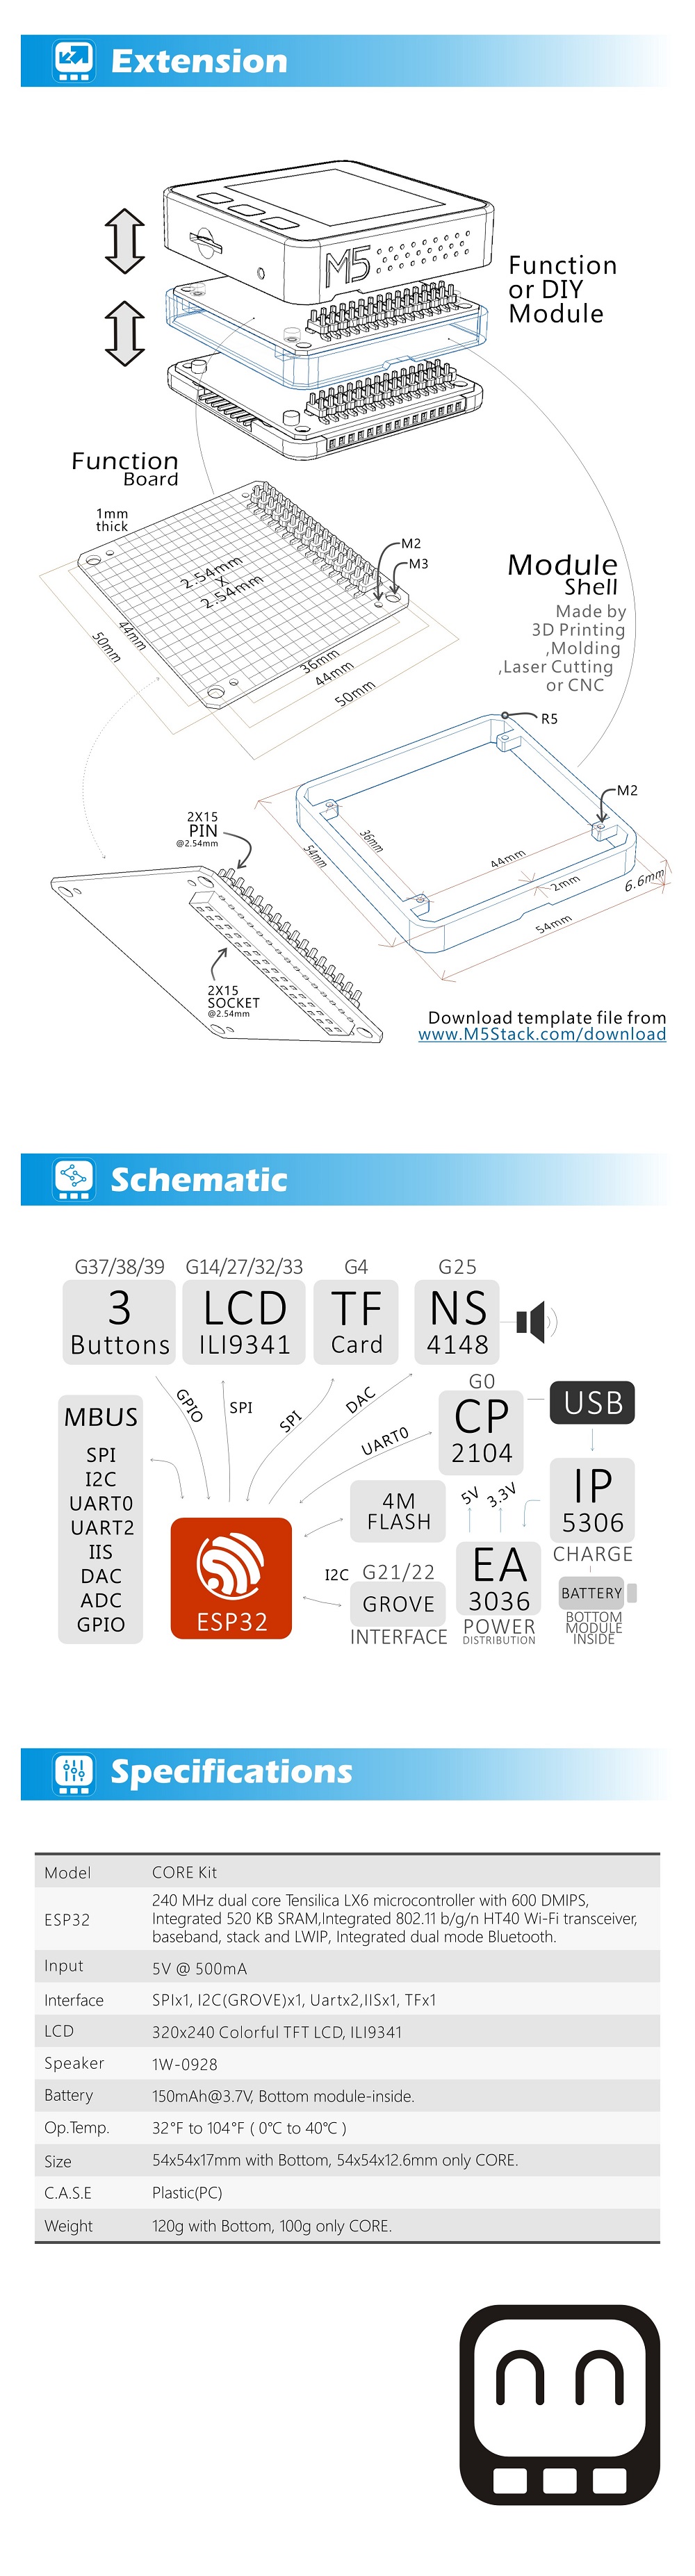 Extension
M5
Function
or DIY
Module
Function
Board
1mm
thick
2.54mm
X
2.54mm
M2
M3
44mm
50mm
36mm
44mm
50mm
Module
Shell
Made by
3D Printing
,Molding
,Laser Cutting
or CNC
R5
M2
2X15
PIN
@2.54mm
36mm
54mm
44mm
2mm
6.6mm
54mm
2X15
SOCKET
@2.54mm
Download template file from
www.M5Stack.com/download
Schematic
G37/38/39
G14/27/32/33
G4
G25
3
Buttons
LCD
ILI9341
TF
Card
NS
4148
GPIO
SPI
SPI
DAC
UART0
G0
CP
2104
USB
MBUS
SPI
I2C
UART0
UART2
IIS
DAC
ADC
GPIO
ESP32
4M
FLASH
5V
3.3V
IP
5306
CHARGE
I2C
G21/22
GROVE
INTERFACE
EA
3036
POWER
DISTRIBUTION
BATTERY
BOTTOM
MODULE
INSIDE
Specifications
Model CORE Kit
ESP32 240 MHz dual core Tensilica LX6 microcontroller with 600 DMIPS,
Integrated 520 KB SRAM,Integrated 802.11 b/g/n HT40 Wi-Fi transceiver,
baseband, stack and LWIP, Integrated dual mode Bluetooth.
Input 5V @ 500mA
Interface SPIx1, I2C(GROVE)x1, Uartx2,IISx1, TFx1
LCD 320x240 Colorful TFT LCD, ILI9341
Speaker 1W-0928
Battery 150mAh@3.7V, Bottom module-inside.
Op.Temp. 32°F to 104°F ( 0°C to 40°C )
Size 54x54x17mm with Bottom, 54x54x12.6mm only CORE.
C.A.S.E Plastic(PC)
Weight 120g with Bottom, 100g only CORE.